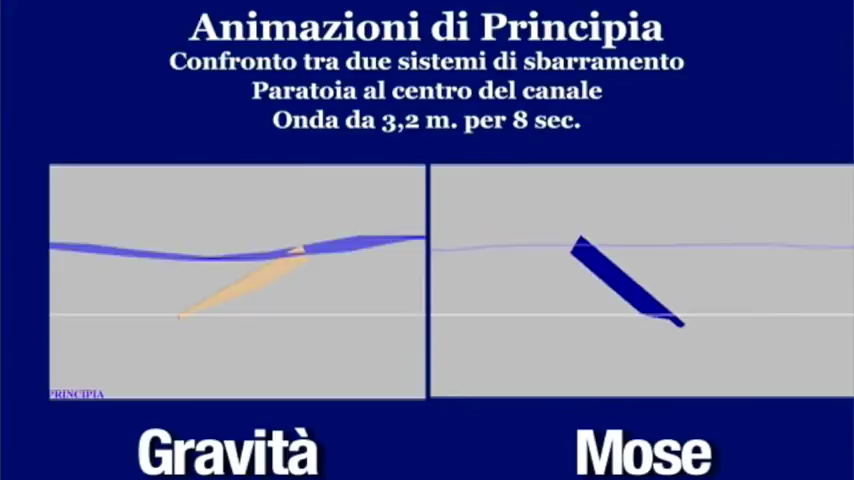 Animazioni di Principia
Confronto tra due sistemi di sbarramento
Paratoia al centro del canale
Onda da 3,2 m. per 8 sec.
PRINCIPIA
Gravità
Mose